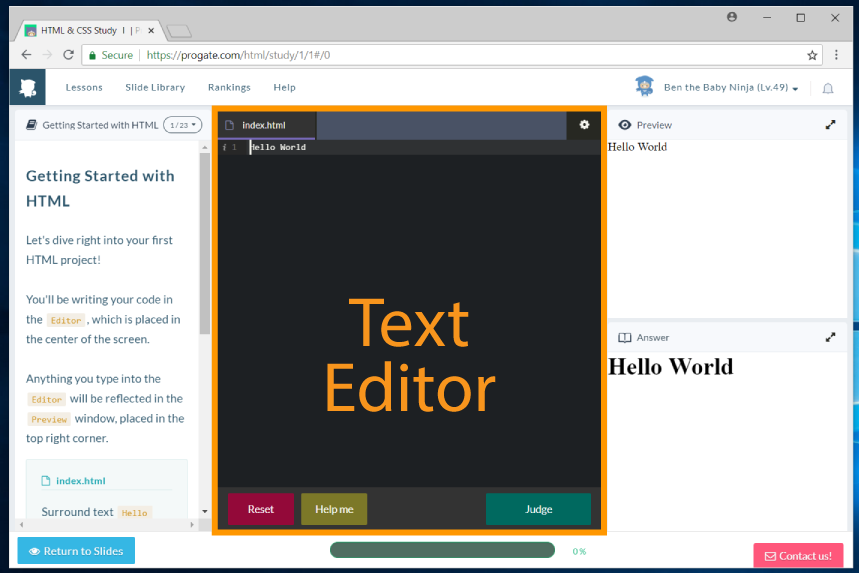 HTML & CSS Study I | P
Secure https://progate.com/html/study/1/1#/0
Lessons Slide Library Rankings Help Ben the Baby Ninja (Lv.49)
Getting Started with HTML 1/23
Getting Started with
HTML
Let's dive right into your first
HTML project!
You'll be writing your code in
the Editor , which is placed in
the center of the screen.
Anything you type into the
Editor will be reflected in the
Preview window, placed in the
top right corner.
index.html
Surround text Hello
index.html
i 1 Hello World
Text
Editor
Reset Help me Judge
Preview
Hello World
Answer
Hello World
Return to Slides 0% Contact us!